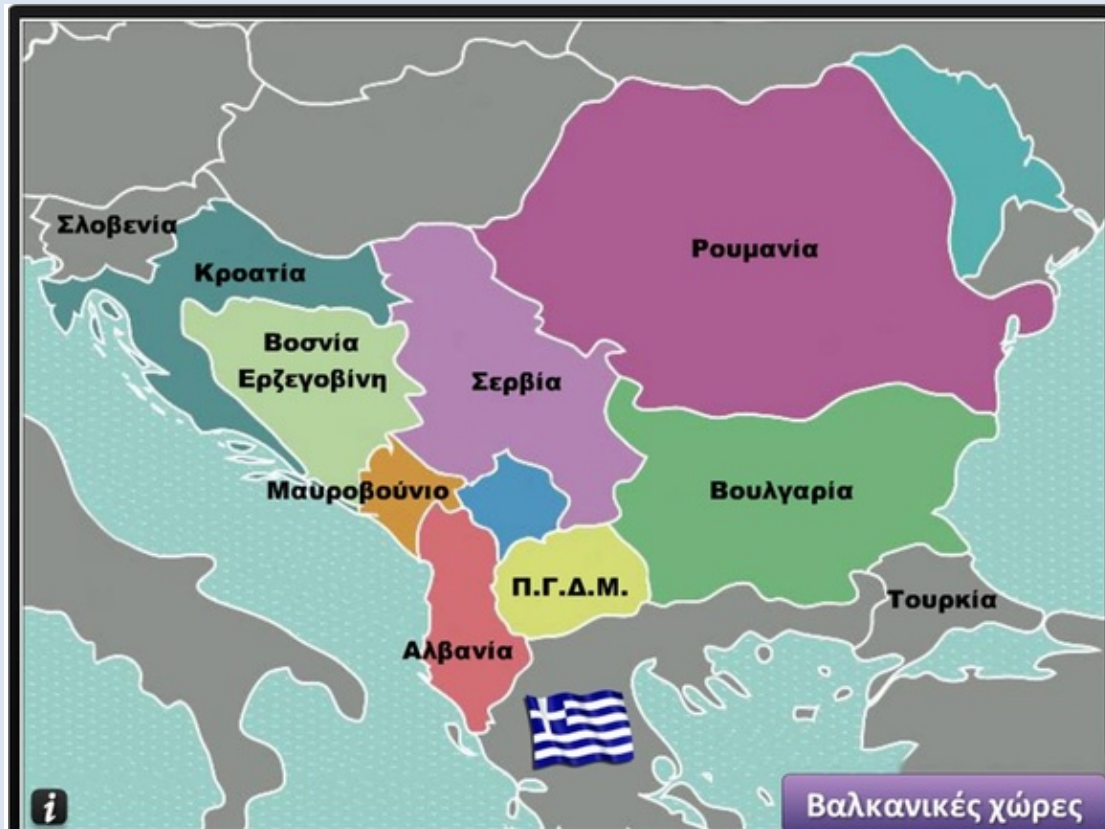 Σλοβενία
Κροατία
Ρουμανία
Βοσνία
Ερζεγοβίνη
Σερβία
Μαυροβούνιο
Βουλγαρία
Π.Γ.Δ.Μ.
Τουρκία
Αλβανία
i
Βαλκανικές χώρες